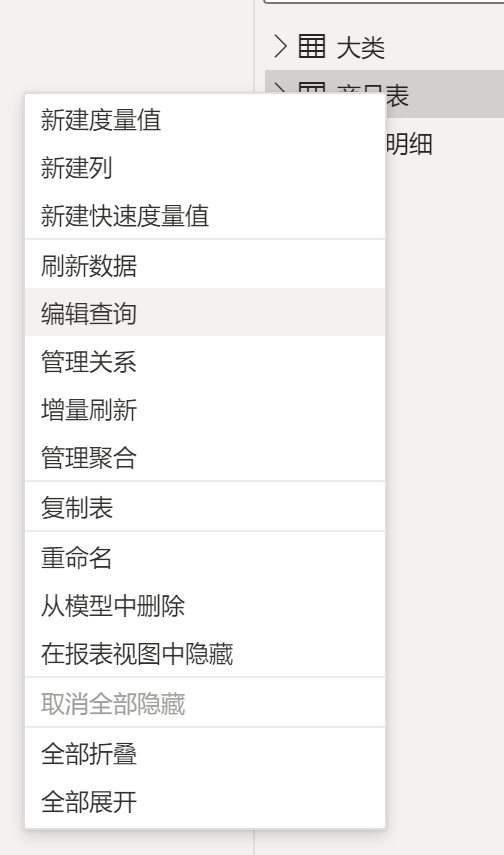 大类
产品表
明细
新建度量值
新建列
新建快速度量值
刷新数据
编辑查询
管理关系
增量刷新
管理聚合
复制表
重命名
从模型中删除
在报表视图中隐藏
取消全部隐藏
全部折叠
全部展开